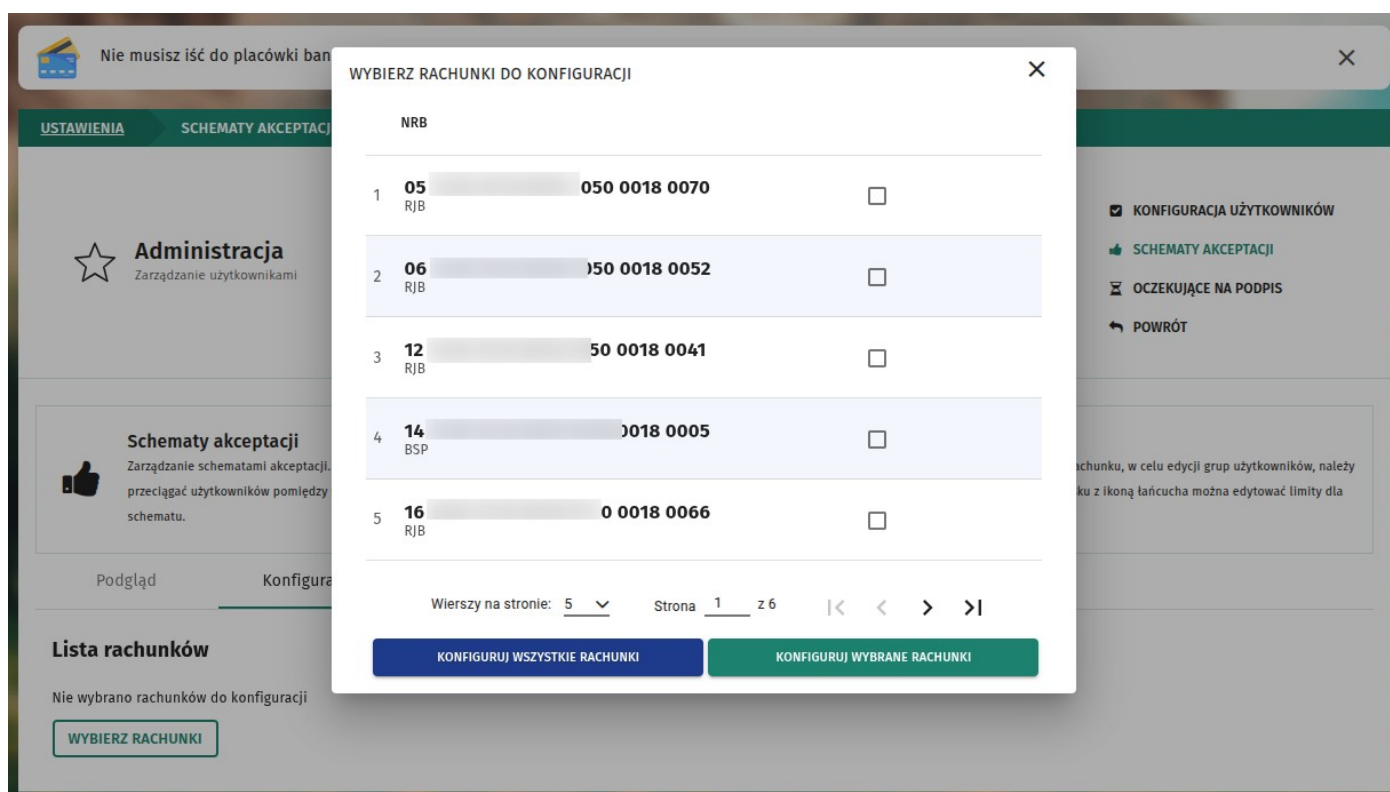 Nie musisz iść do placówki ban
USTAWIENIA SCHEMATY AKCEPTACJ
Administracja
Zarządzanie użytkownikami
KONFIGURACJA UŻYTKOWNIKÓW
SCHEMATY AKCEPTACJI
OCZEKUJĄCE NA PODPIS
POWRÓT
Schematy akceptacji
Zarządzanie schematami akceptacji. achunku, w celu edycji grup użytkowników, należy
przeciągać użytkowników pomiędzy ku z ikoną łańcucha można edytować limity dla
schematu.
Podgląd Konfigura
Lista rachunków
Nie wybrano rachunków do konfiguracji
WYBIERZ RACHUNKI
WYBIERZ RACHUNKI DO KONFIGURACJI
NRB
1 05 050 0018 0070
RJB
2 06 050 0018 0052
RJB
3 12 50 0018 0041
RJB
4 14 0018 0005
BSP
5 16 0 0018 0066
RJB
Wierszy na stronie: 5 Strona 1 z 6
KONFIGURUJ WSZYSTKIE RACHUNKI KONFIGURUJ WYBRANE RACHUNKI